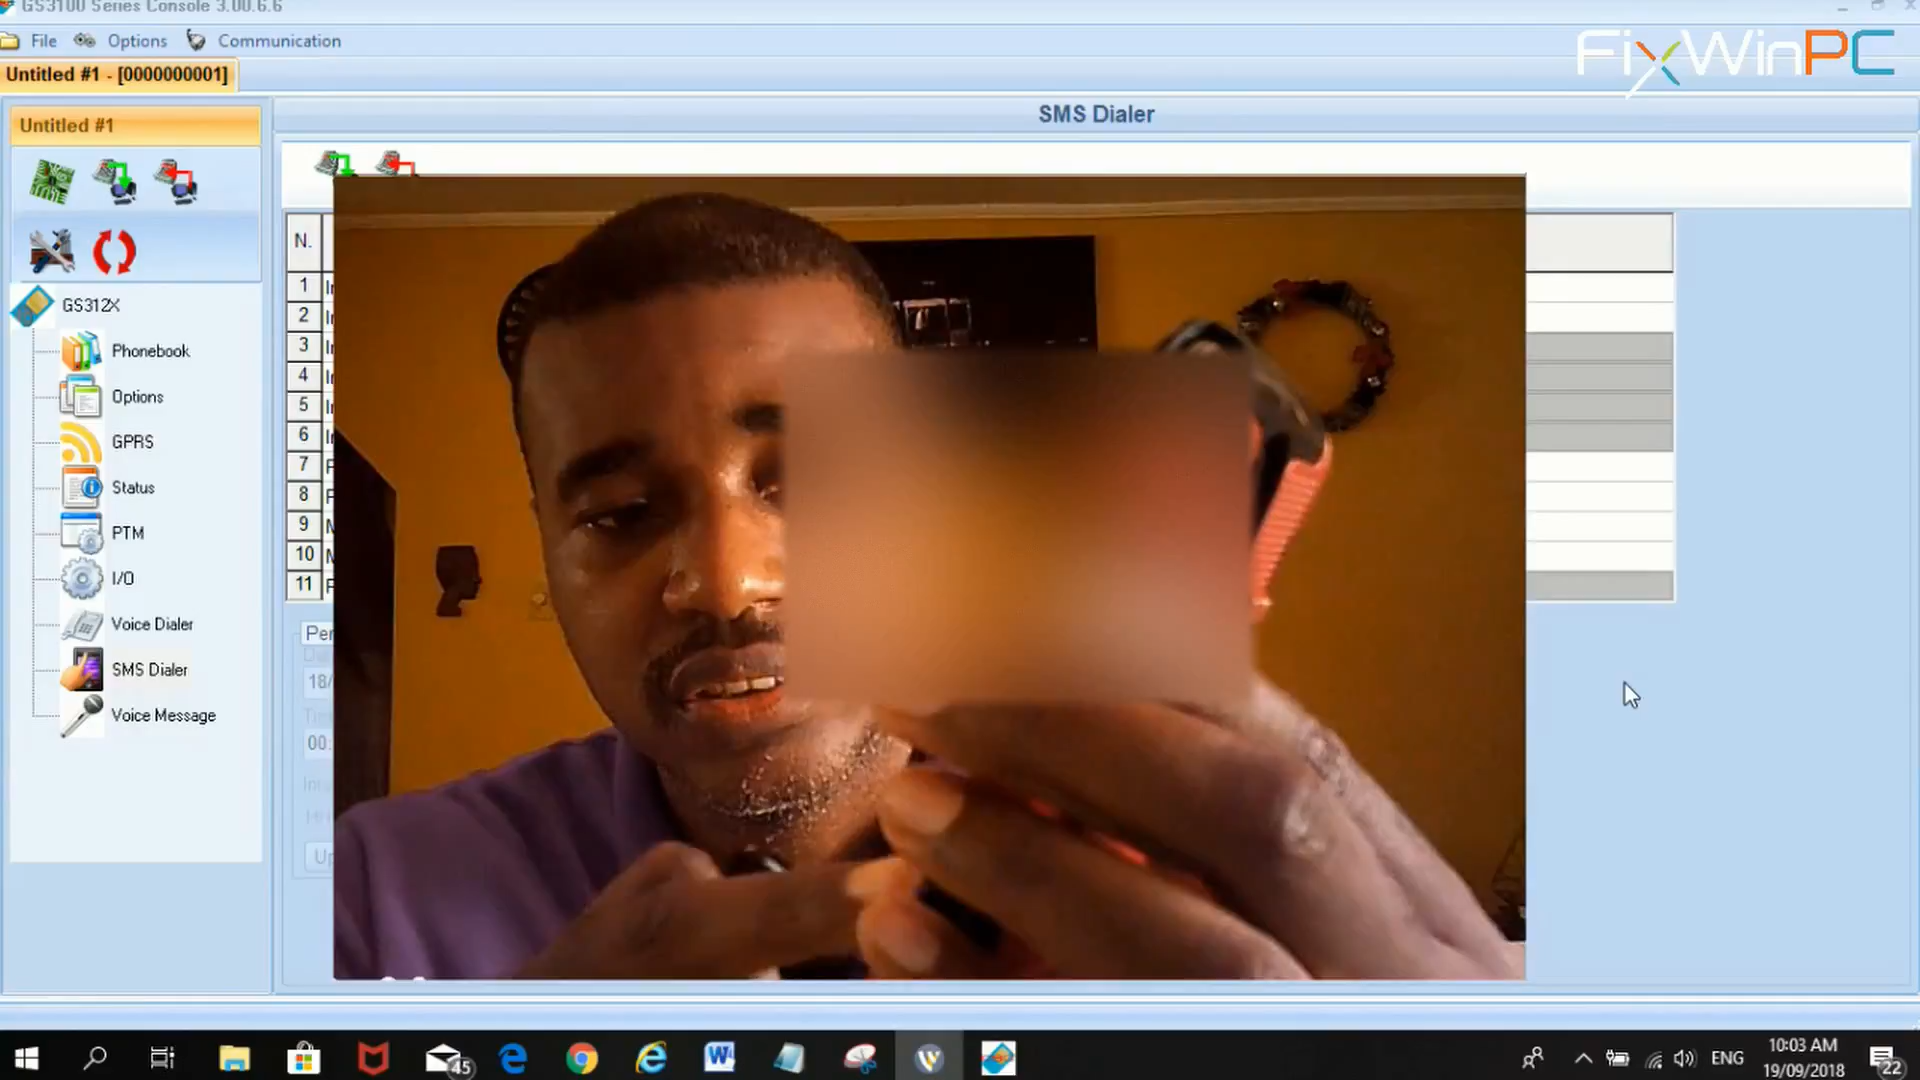 GS3100 Series Console 3.00.6.6
File Options Communication
FixWinPC
Untitled #1 - [0000000001]
Untitled #1
SMS Dialer
N.
1
2
3
4
5
6
7
8
9
10
11
GS312X
Phonebook
Options
GPRS
Status
PTM
I/O
Voice Dialer
SMS Dialer
Voice Message
18/
00:
45
ENG
10:03 AM
19/09/2018
22